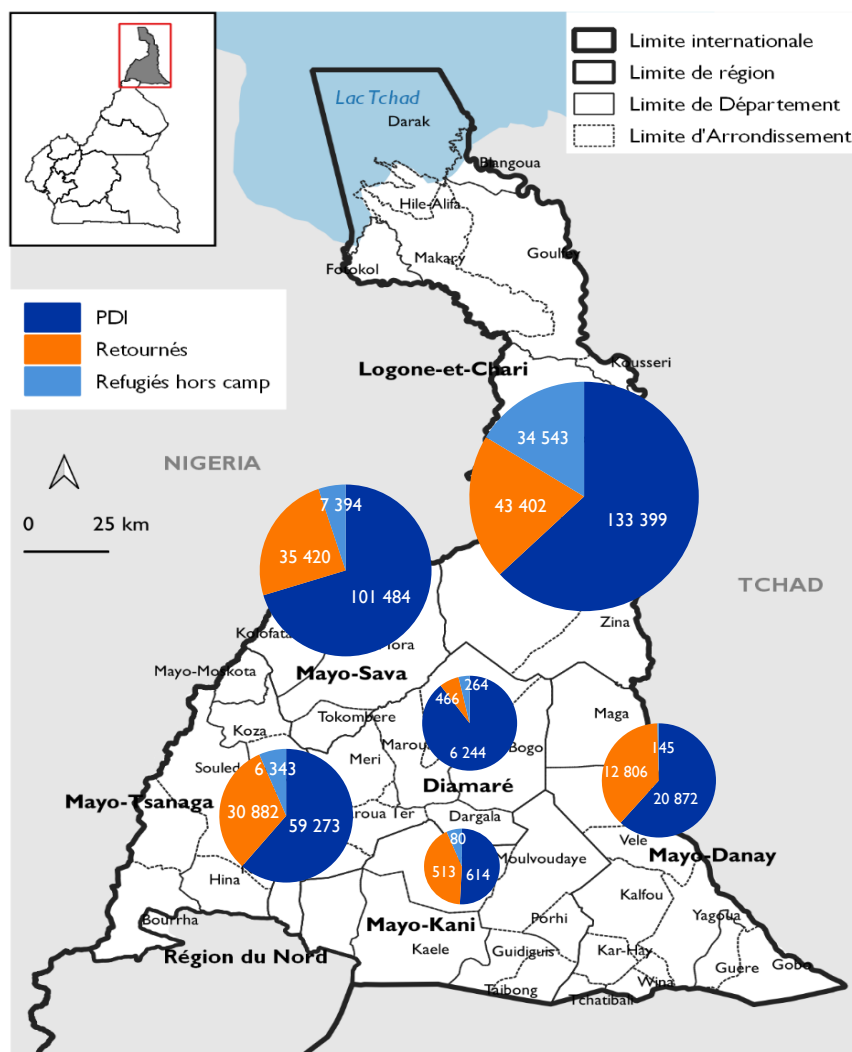 Limite internationale
Limite de région
Limite de Département
Limite d'Arrondissement
Lac Tchad
Darak
Blangoua
Hile-Alifa
Makary
Goulfey
Fotokol
PDI
Retournés
Refugiés hors camp
Kousseri
Logone-et-Chari
NIGERIA
0 25 km
34 543
43 402
133 399
7 394
35 420
101 484
TCHAD
Zina
Kolofata
Mora
Mayo-Sava
Mayo-Moskota
Koza
Tokombere
Maga
466
264
6 244
Bogo
Diamaré
Meri
6 343
30 882
59 273
Mayo-Tsanaga
145
12 806
20 872
Dargala
Vele
Mayo-Danay
80
513
614
Moulvoudaye
Hina
Kalfou
Bourrha
Mayo-Kani
Porhi
Yagoua
Région du Nord
Kaele
Guidiguis
Kar-Hay
Guere
Gobo
Taibong
Wina
Tchatibali